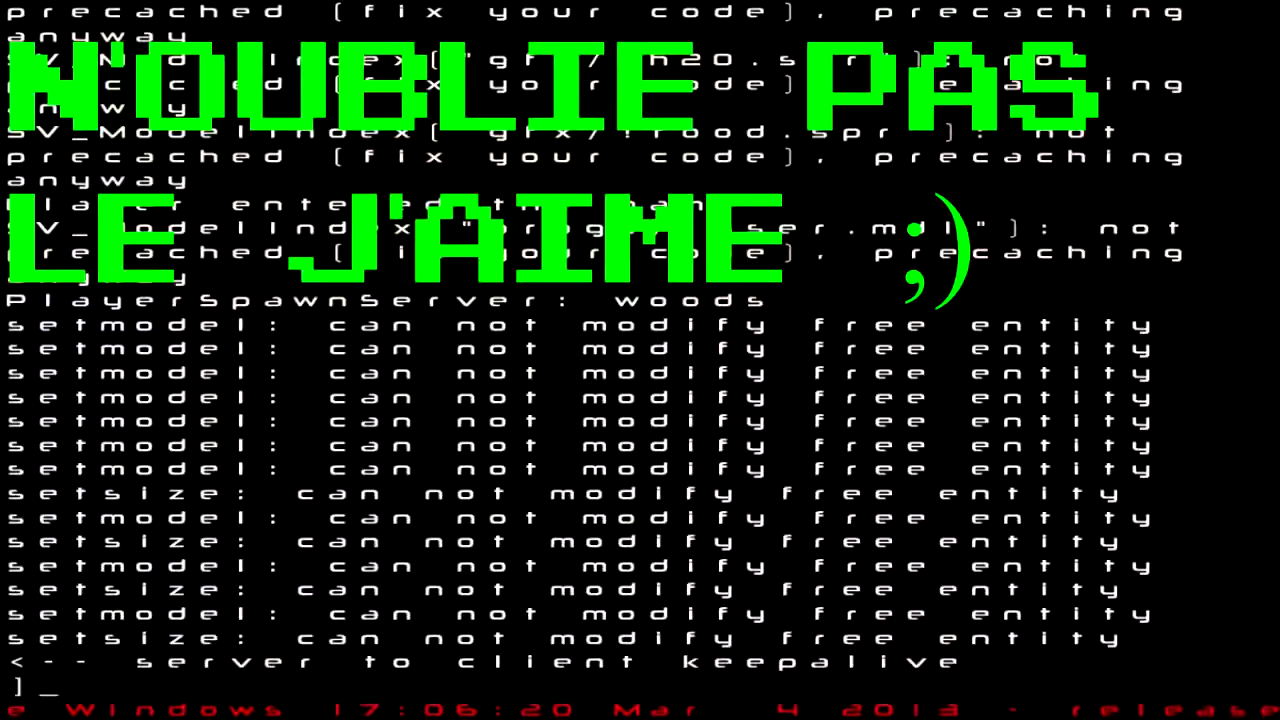 precached (fix your code), precaching
anyway
N'OUBLIE PAS
precached (fix your code), precaching
anyway
LE J'AIME ;)
PlayerSpawnServer: woods
setmodel: can not modify free entity
setmodel: can not modify free entity
setmodel: can not modify free entity
setmodel: can not modify free entity
setmodel: can not modify free entity
setmodel: can not modify free entity
setmodel: can not modify free entity
setsize: can not modify free entity
setmodel: can not modify free entity
setsize: can not modify free entity
setmodel: can not modify free entity
setsize: can not modify free entity
setmodel: can not modify free entity
setsize: can not modify free entity
<-- server to client keepalive
]_
e Windows 17:06:20 Mar 4 2013 - release